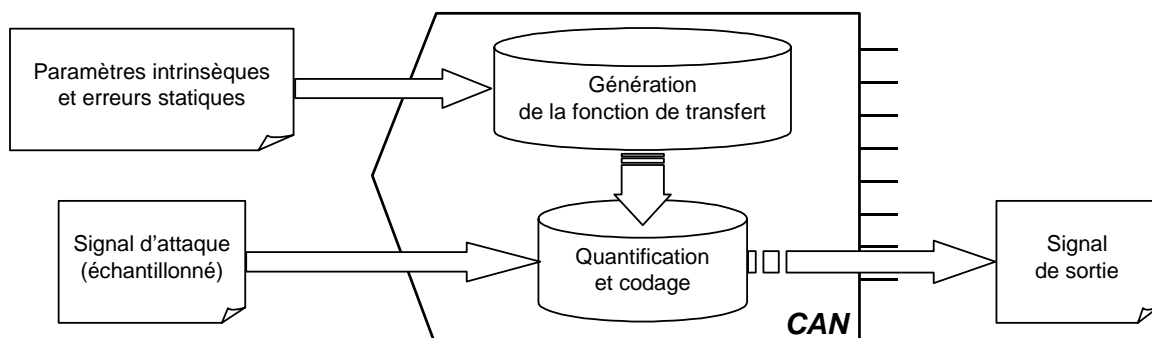 Paramètres intrinsèques
et erreurs statiques
Génération
de la fonction de transfert
Signal d’attaque
(échantillonné)
Quantification
et codage
Signal
de sortie
CAN